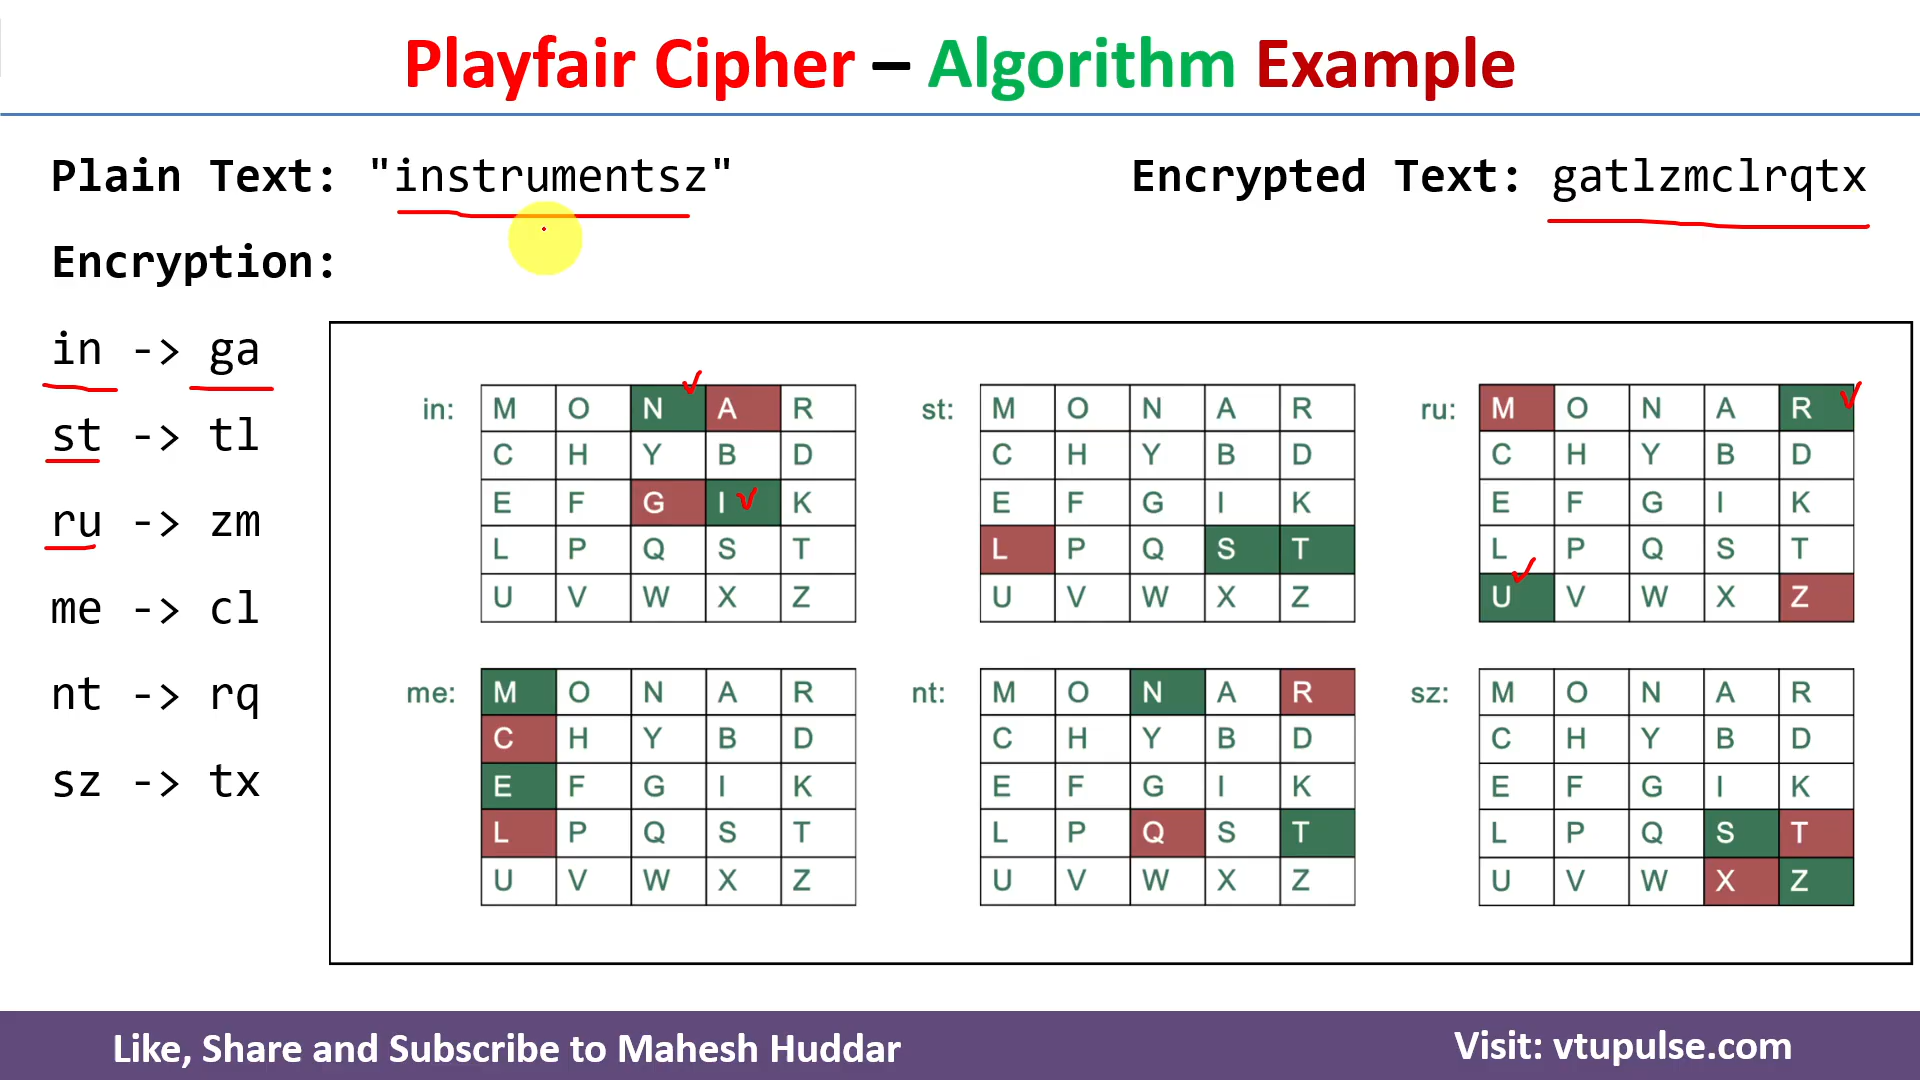 Playfair Cipher – Algorithm Example
Plain Text: "instrumentsz"
Encrypted Text: gatlzmclrqtx
Encryption:
in -> ga
st -> tl
ru -> zm
me -> cl
nt -> rq
sz -> tx
in:
M O N A R
C H Y B D
E F G I K
L P Q S T
U V W X Z
st:
M O N A R
C H Y B D
E F G I K
L P Q S T
U V W X Z
ru:
M O N A R
C H Y B D
E F G I K
L P Q S T
U V W X Z
me:
M O N A R
C H Y B D
E F G I K
L P Q S T
U V W X Z
nt:
M O N A R
C H Y B D
E F G I K
L P Q S T
U V W X Z
sz:
M O N A R
C H Y B D
E F G I K
L P Q S T
U V W X Z
Like, Share and Subscribe to Mahesh Huddar
Visit: vtupulse.com